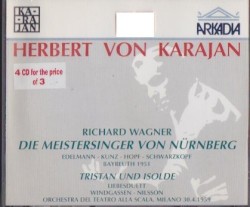 KA
RA
JAN
ARKADIA
HERBERT VON KARAJAN
4 CD for the price
of 3
RICHARD WAGNER
DIE MEISTERSINGER VON NÜRNBERG
EDELMANN - KUNZ - HOPF - SCHWARZKOPF
BAYREUTH 1951
TRISTAN UND ISOLDE
LIEBESDUETT
WINDGASSEN - NILSSON
ORCHESTRA DEL TEATRO ALLA SCALA, MILANO